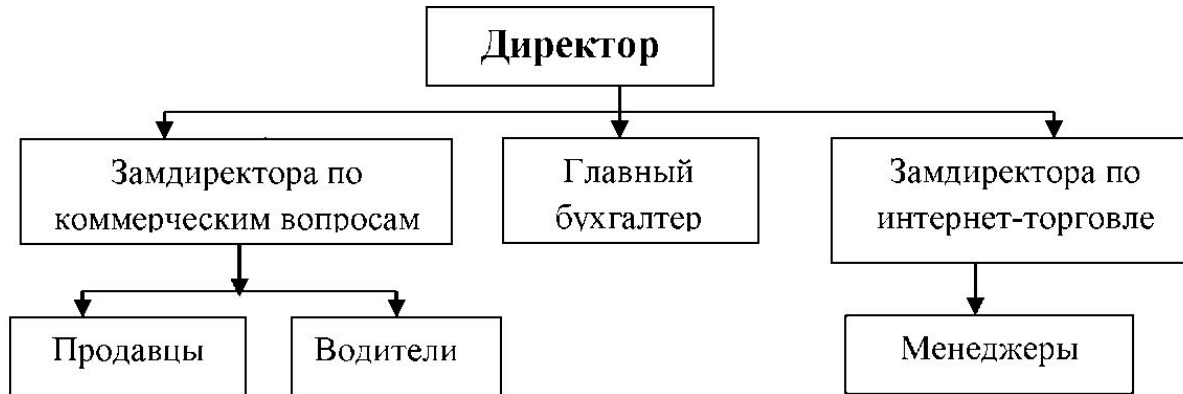 Директор
Замдиректора по
коммерческим вопросам
Главный
бухгалтер
Замдиректора по
интернет-торговле
Продавцы
Водители
Менеджеры